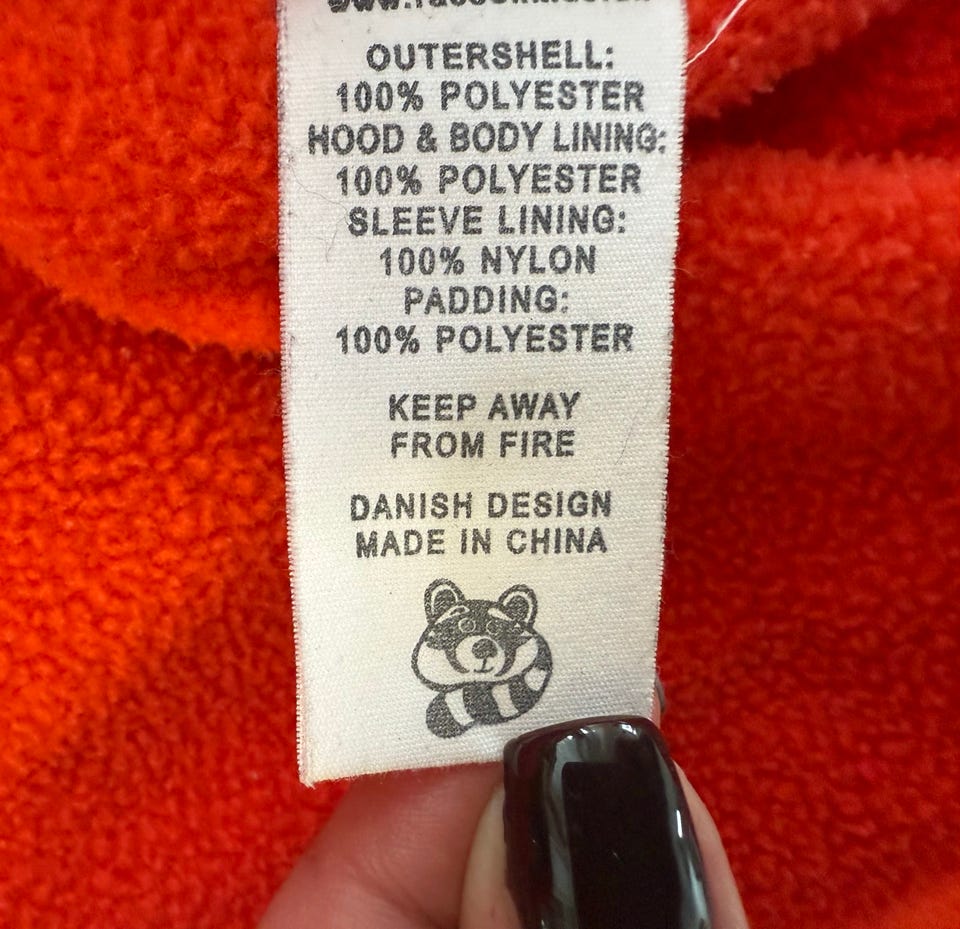 OUTERSHELL:
100% POLYESTER
HOOD & BODY LINING:
100% POLYESTER
SLEEVE LINING:
100% NYLON
PADDING:
100% POLYESTER
KEEP AWAY
FROM FIRE
DANISH DESIGN
MADE IN CHINA